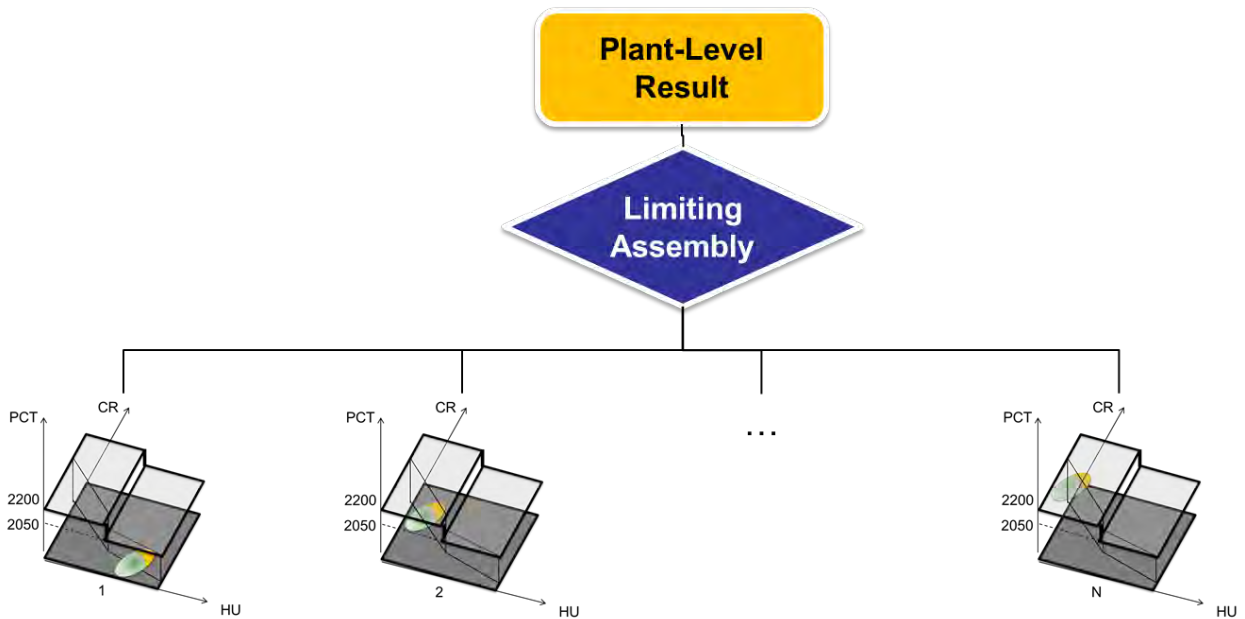 Plant-Level
Result
Limiting
Assembly
...
PCT
CR
2200
2050
1
HU
PCT
CR
2200
2050
2
HU
PCT
CR
2200
2050
N
HU